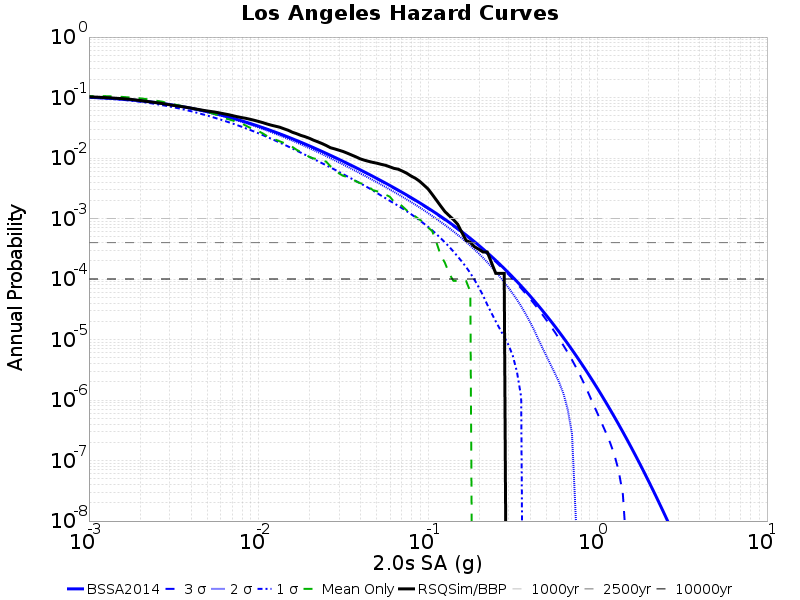 Los Angeles Hazard Curves
Annual Probability
10^0
10^-1
10^-2
10^-3
10^-4
10^-5
10^-6
10^-7
10^-8
10^-3 10^-2 10^-1 10^0 10^1
2.0s SA (g)
BSSA2014 3 σ 2 σ 1 σ Mean Only RSQSim/BBP 1000yr 2500yr 10000yr